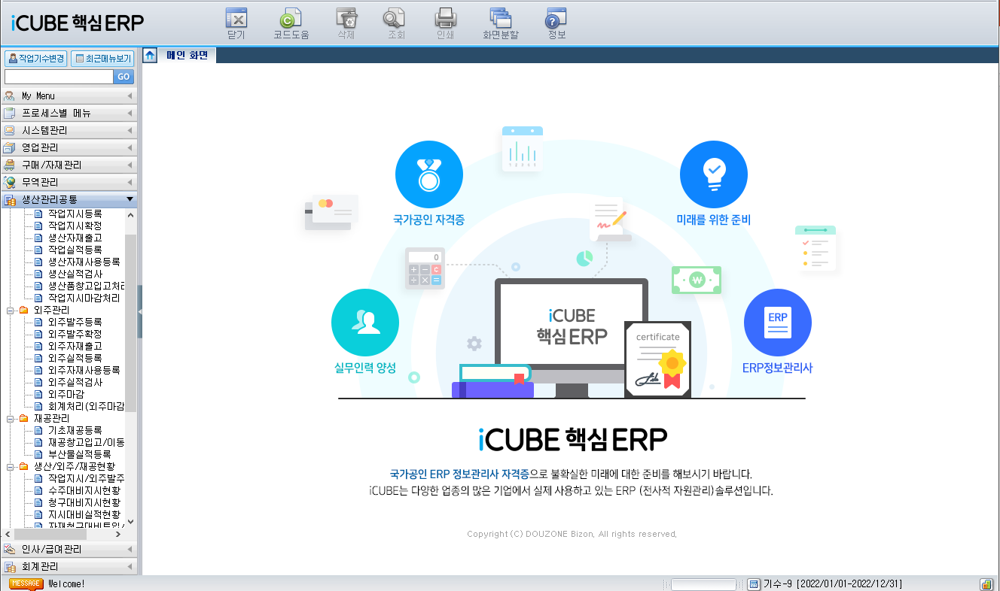 iCUBE 핵심 ERP
닫기
코드도움
삭제
조회
인쇄
화면분할
정보
작업기수변경
최근메뉴보기
GO
메인 화면
My Menu
프로세스별 메뉴
시스템관리
영업관리
구매/자재관리
무역관리
생산관리공통
작업지시등록
작업지시확정
생산자재출고
작업실적등록
생산자재사용등록
생산실적검사
생산품창고입고처리
작업지시마감처리
외주관리
외주발주등록
외주발주확정
외주자재출고
외주실적등록
외주자재사용등록
외주실적검사
외주마감
회계처리(외주마감
재공관리
기초재공등록
재공창고입고/이동
부산물실적등록
생산/외주/재공현황
작업지시/외주발주
수주대비지시현황
청구대비지시현황
지시대비실적현황
인사/급여관리
회계관리
국가공인 자격증
미래를 위한 준비
0
실무인력 양성
iCUBE
핵심 ERP
certificate
ERP
ERP정보관리사
iCUBE 핵심 ERP
국가공인 ERP 정보관리사 자격증으로 불확실한 미래에 대한 준비를 해보시기 바랍니다.
iCUBE는 다양한 업종의 많은 기업에서 실제 사용하고 있는 ERP (전사적 자원관리)솔루션입니다.
Copyright (C) DOUZONE Bizon. All rights reserved.
MESSAGE Welcome!
기수-9 [2022/01/01-2022/12/31]